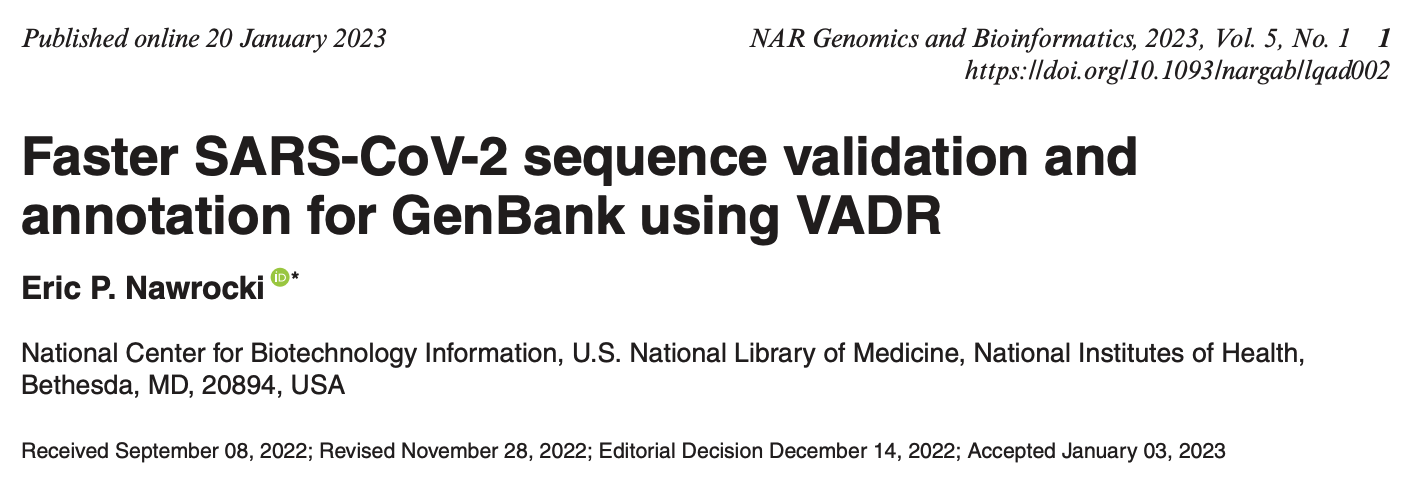 Published online 20 January 2023
NAR Genomics and Bioinformatics, 2023, Vol. 5, No. 1 1
https://doi.org/10.1093/nargab/lqad002
Faster SARS-CoV-2 sequence validation and
annotation for GenBank using VADR
Eric P. Nawrocki iD*
National Center for Biotechnology Information, U.S. National Library of Medicine, National Institutes of Health,
Bethesda, MD, 20894, USA
Received September 08, 2022; Revised November 28, 2022; Editorial Decision December 14, 2022; Accepted January 03, 2023